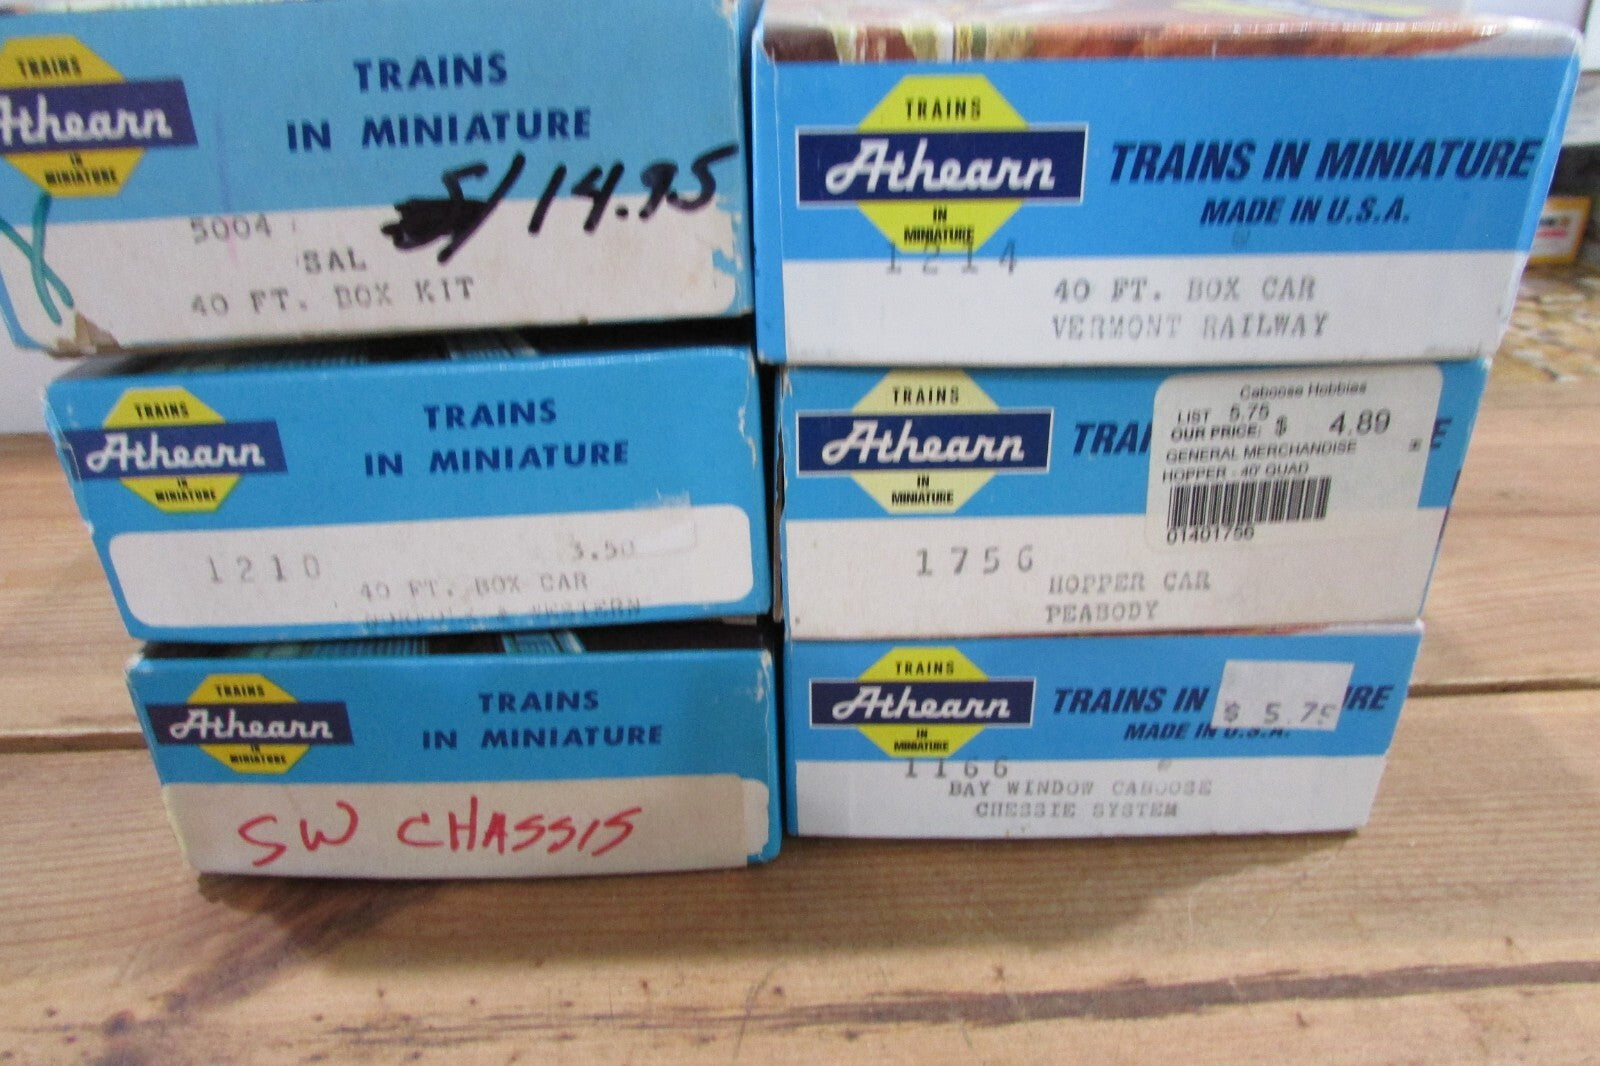 TRAINS
Athearn
IN
MINIATURE
TRAINS
IN MINIATURE
5/14.95
5004
SAL
40 FT. BOX KIT
TRAINS
Athearn
IN
MINIATURE
TRAINS IN MINIATURE
MADE IN U.S.A.
1214
40 FT. BOX CAR
VERMONT RAILWAY
TRAINS
Athearn
IN
MINIATURE
TRAINS
IN MINIATURE
1210
3.50
40 FT. BOX CAR
& WESTERN
TRAINS
Athearn
IN
MINIATURE
Caboose Hobbies
LIST 5.75
OUR PRICE: $ 4.89
GENERAL MERCHANDISE
HOPPER - 40' QUAD
01401756
1756
HOPPER CAR
PEABODY
TRAINS
Athearn
IN
MINIATURE
TRAINS
IN MINIATURE
SW CHASSIS
TRAINS
Athearn
IN
MINIATURE
TRAINS IN
$ 5.75
MADE IN U.S.A.
1166
BAY WINDOW CABOOSE
CHESSIE SYSTEM